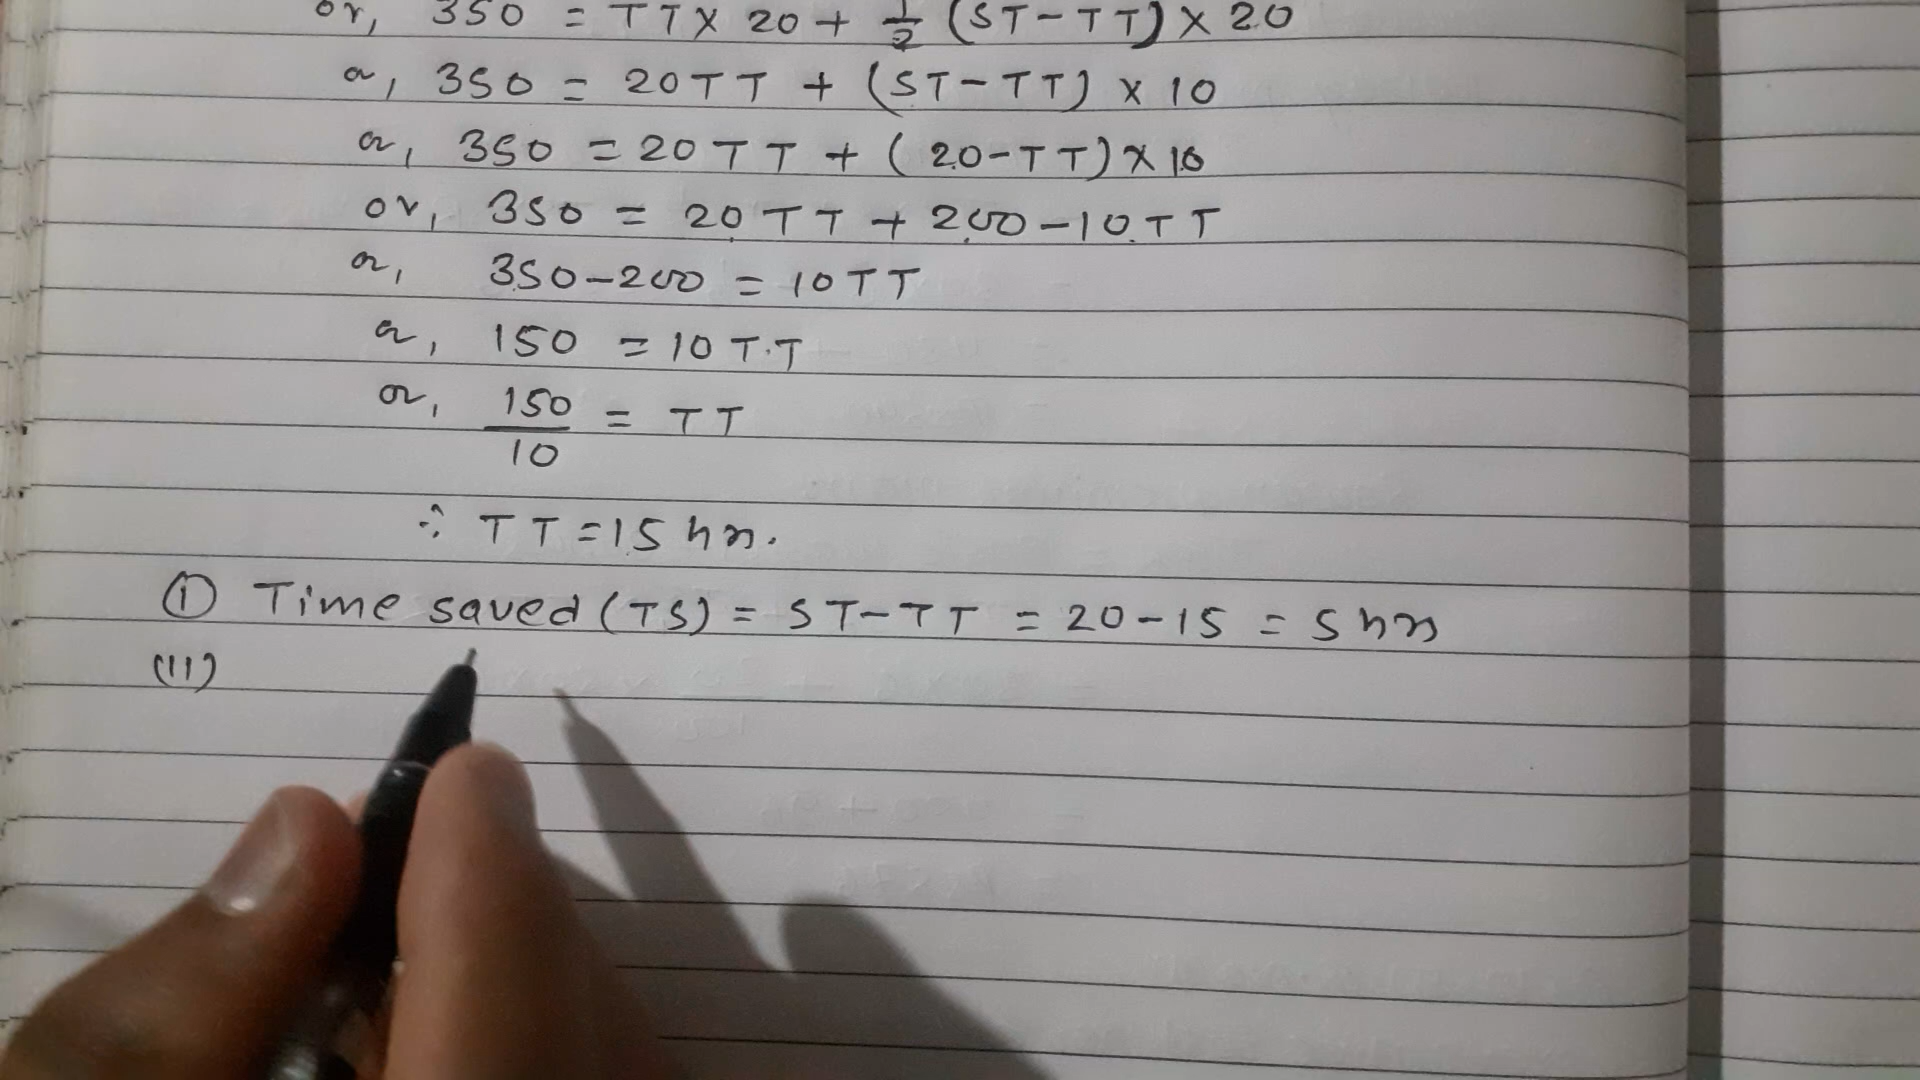 or, 350 = TT X 20 + 1/2 (ST - TT) X 20
or, 350 = 20TT + (ST - TT) X 10
or, 350 = 20TT + (20 - TT) X 10
or, 350 = 20TT + 200 - 10TT
or, 350 - 200 = 10TT
or, 150 = 10T.T
or, 150/10 = TT
∴ TT = 15 hrs.
① Time saved (TS) = ST - TT = 20 - 15 = 5 hrs
(11)